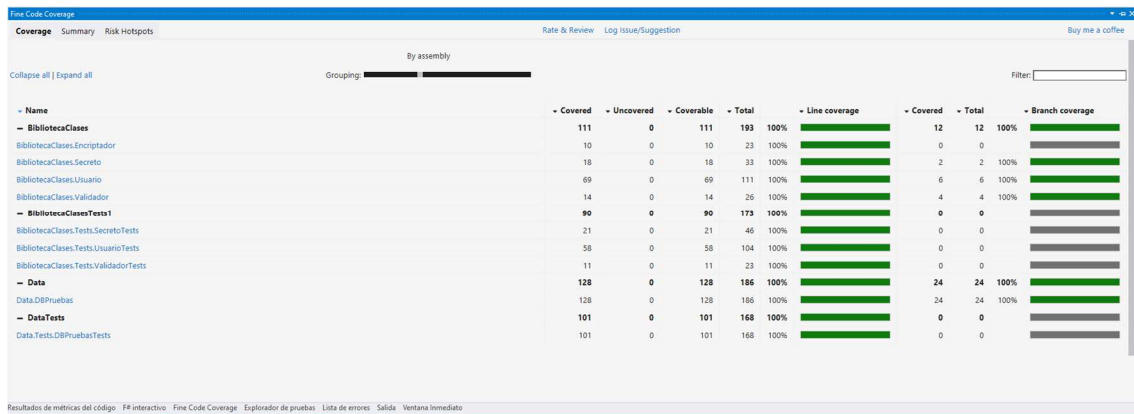 Fine Code Coverage
Coverage Summary Risk Hotspots Rate & Review Log Issue/Suggestion Buy me a coffee
By assembly
Collapse all | Expand all Grouping: Filter:
Name Covered Uncovered Coverable Total Line coverage Covered Total Branch coverage
BibliotecaClases 111 0 111 193 100% 12 12 100%
BibliotecaClases.Encriptador 10 0 10 23 100% 0 0
BibliotecaClases.Secreto 18 0 18 33 100% 2 2 100%
BibliotecaClases.Usuario 69 0 69 111 100% 6 6 100%
BibliotecaClases.Validador 14 0 14 26 100% 4 4 100%
BibliotecaClasesTests1 90 0 90 173 100% 0 0
BibliotecaClases.Tests.SecretoTests 21 0 21 46 100% 0 0
BibliotecaClases.Tests.UsuarioTests 58 0 58 104 100% 0 0
BibliotecaClases.Tests.ValidadorTests 11 0 11 23 100% 0 0
Data 128 0 128 186 100% 24 24 100%
Data.DBPruebas 128 0 128 186 100% 24 24 100%
DataTests 101 0 101 168 100% 0 0
Data.Tests.DBPruebasTests 101 0 101 168 100% 0 0
Resultados de métricas del código F# interactivo Fine Code Coverage Explorador de pruebas Lista de errores Salida Ventana Inmediato